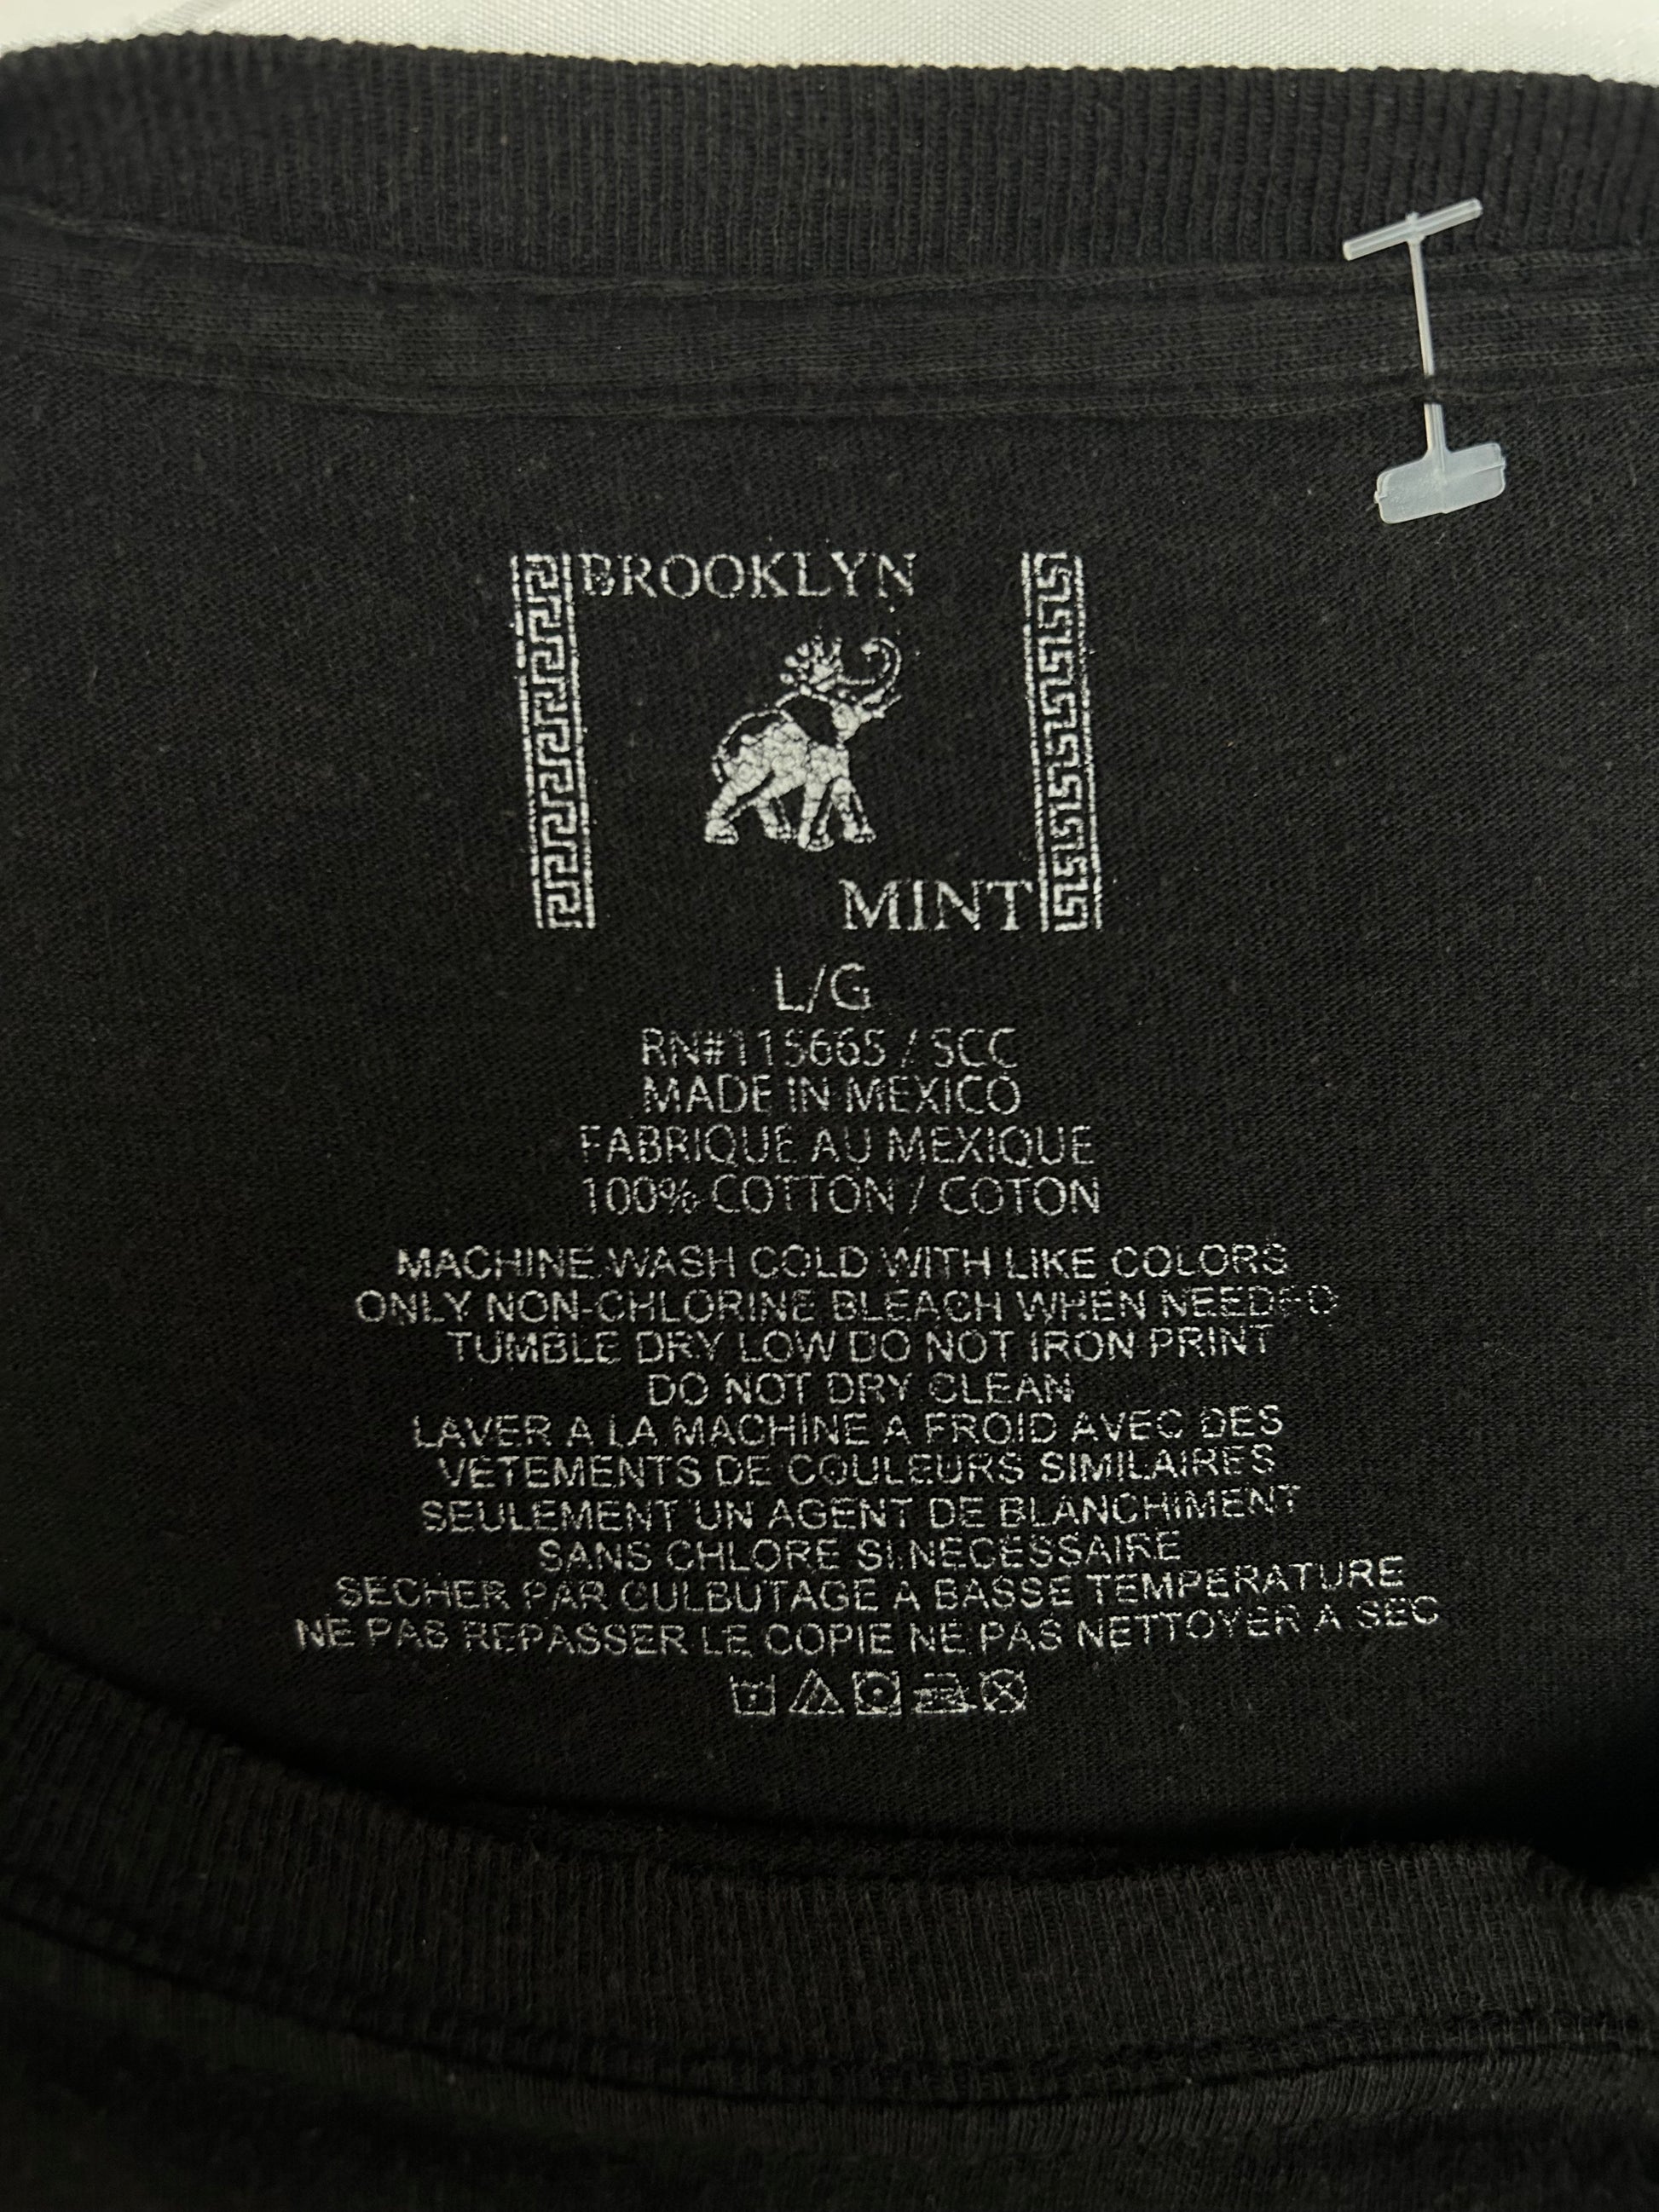 BROOKLYN
MINT
L/G
RN#115665 / SCC
MADE IN MEXICO
FABRIQUE AU MEXIQUE
100% COTTON / COTON
MACHINE WASH COLD WITH LIKE COLORS
ONLY NON-CHLORINE BLEACH WHEN NEEDED
TUMBLE DRY LOW DO NOT IRON PRINT
DO NOT DRY CLEAN
LAVER A LA MACHINE A FROID AVEC DES
VETEMENTS DE COULEURS SIMILAIRES
SEULEMENT UN AGENT DE BLANCHIMENT
SANS CHLORE SI NECESSAIRE
SECHER PAR CULBUTAGE A BASSE TEMPERATURE
NE PAS REPASSER LE COPIE NE PAS NETTOYER A SEC